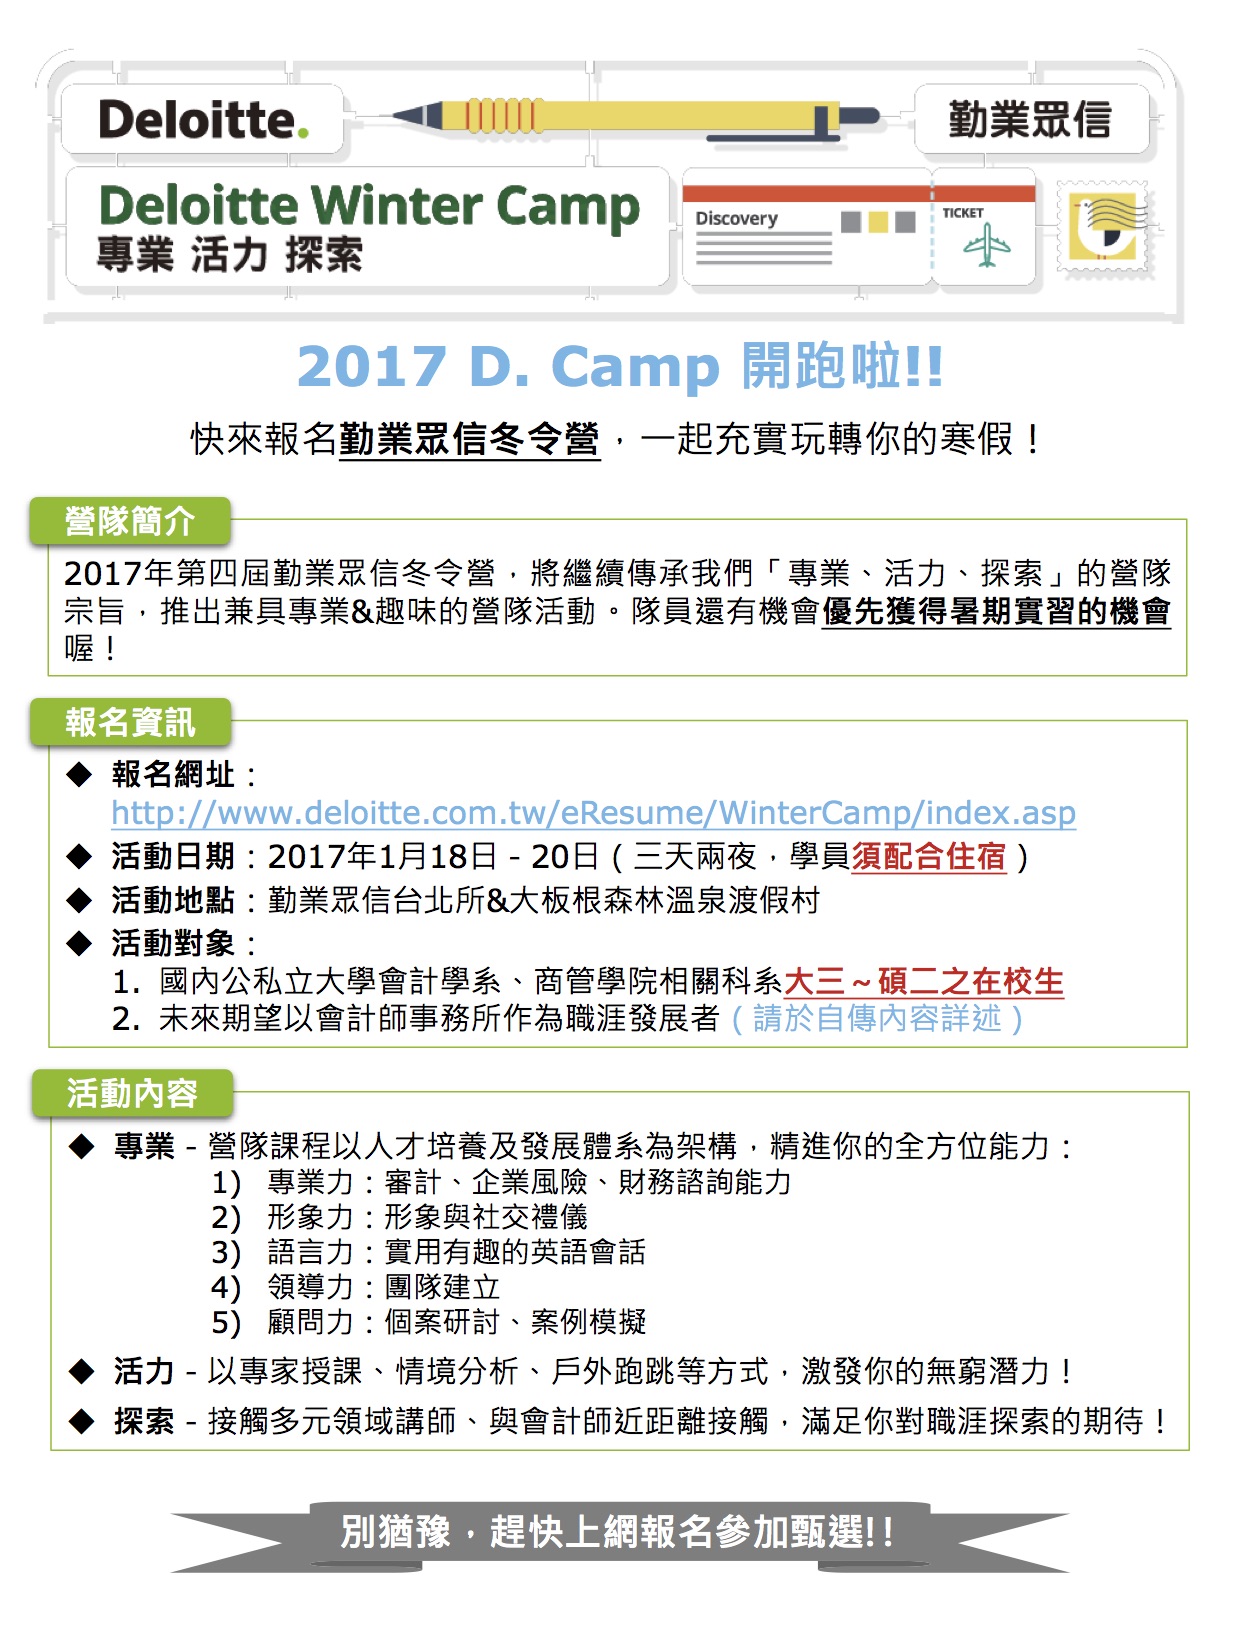 Deloitte.
勤業眾信
Deloitte Winter Camp
專業 活力 探索
Discovery
TICKET
2017 D. Camp 開跑啦!!
快來報名勤業眾信冬令營，一起充實玩轉你的寒假！
營隊簡介
2017年第四屆勤業眾信冬令營，將繼續傳承我們「專業、活力、探索」的營隊
宗旨，推出兼具專業&趣味的營隊活動。隊員還有機會優先獲得暑期實習的機會
喔！
報名資訊
◆ 報名網址：
http://www.deloitte.com.tw/eResume/WinterCamp/index.asp
◆ 活動日期：2017年1月18日 - 20日（三天兩夜，學員須配合住宿）
◆ 活動地點：勤業眾信台北所&大板根森林溫泉渡假村
◆ 活動對象：
1. 國內公私立大學會計學系、商管學院相關科系大三～碩二之在校生
2. 未來期望以會計師事務所作為職涯發展者（請於自傳內容詳述）
活動內容
◆ 專業 - 營隊課程以人才培養及發展體系為架構，精進你的全方位能力：
1) 專業力：審計、企業風險、財務諮詢能力
2) 形象力：形象與社交禮儀
3) 語言力：實用有趣的英語會話
4) 領導力：團隊建立
5) 顧問力：個案研討、案例模擬
◆ 活力 - 以專家授課、情境分析、戶外跑跳等方式，激發你的無窮潛力！
◆ 探索 - 接觸多元領域講師、與會計師近距離接觸，滿足你對職涯探索的期待！
別猶豫，趕快上網報名參加甄選!!